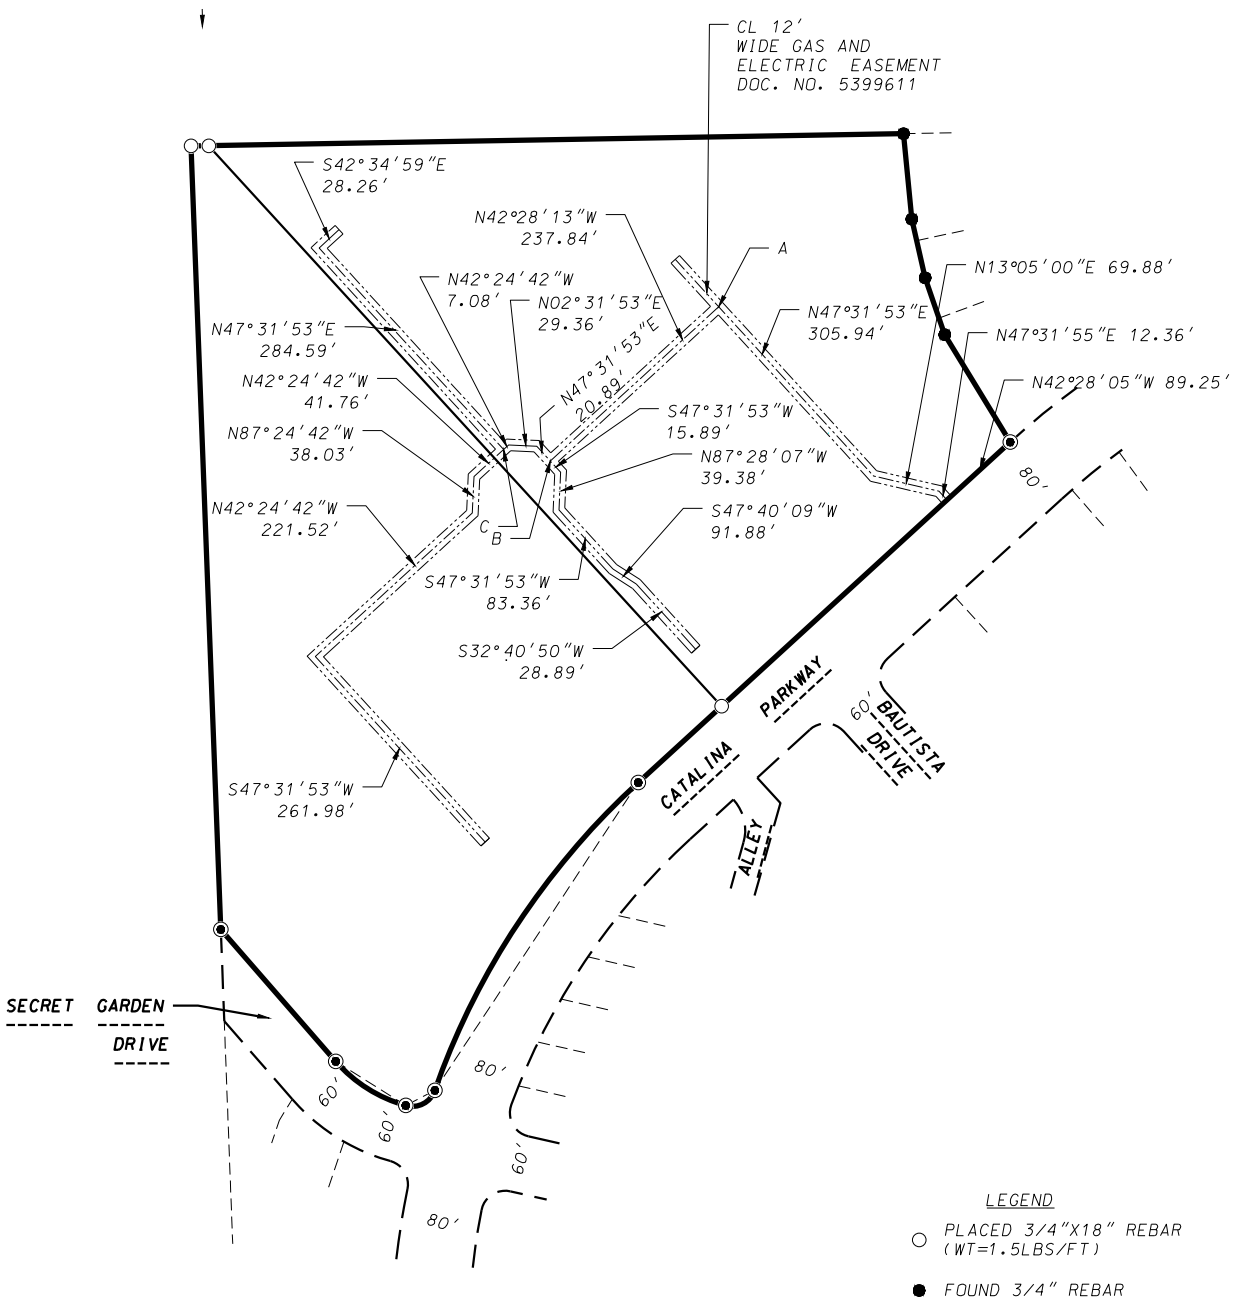 CL 12'
WIDE GAS AND
ELECTRIC EASEMENT
DOC. NO. 5399611
S42°34'59"E
28.26'
N42°28'13"W
237.84'
A
N13°05'00"E 69.88'
N42°24'42"W
7.08'
N02°31'53"E
29.36'
N47°31'53"E
305.94'
N47°31'55"E 12.36'
N47°31'53"E
284.59'
N47°31'53"E
20.89'
N42°24'42"W
41.76'
N42°28'05"W 89.25'
S47°31'53"W
15.89'
N87°24'42"W
38.03'
N87°28'07"W
39.38'
80'
N42°24'42"W
221.52'
C
B
S47°40'09"W
91.88'
S47°31'53"W
83.36'
S32°40'50"W
28.89'
CATALINA PARKWAY
60'
BAUTISTA
DRIVE
S47°31'53"W
261.98'
ALLEY
SECRET GARDEN
DRIVE
80'
60'
60'
60'
80'
LEGEND
PLACED 3/4"X18" REBAR
(WT=1.5LBS/FT)
FOUND 3/4" REBAR